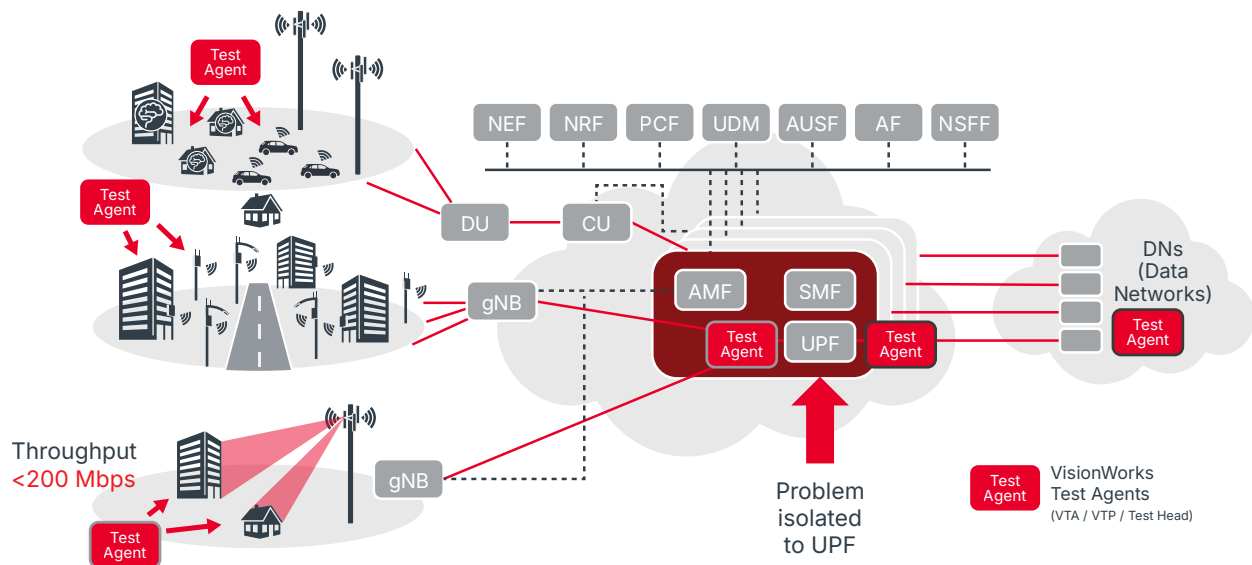 Test
Agent
NEF
NRF
PCF
UDM
AUSF
AF
NSFF
Test
Agent
DU
CU
DNs
(Data
Networks)
gNB
AMF
SMF
Test
Agent
UPF
Test
Agent
Test
Agent
Throughput
<200 Mbps
gNB
Test
Agent
Problem
isolated
to UPF
Test
Agent
VisionWorks
Test Agents
(VTA / VTP / Test Head)